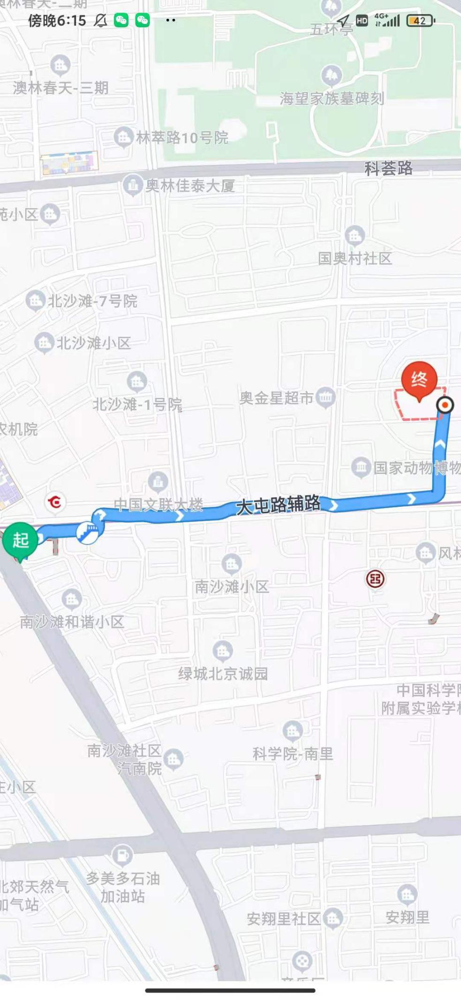 澳林春天-二期
傍晚6:15
HD
4G+
42
五环亭
澳林春天-三期
海望家族墓碑刻
林萃路10号院
科荟路
奥林佳泰大厦
苑小区
国奥村社区
北沙滩-7号院
北沙滩小区
终
奥金星超市
北沙滩-1号院
农机院
国家动物博物
中国文联大楼
大屯路辅路
起
风林
南沙滩小区
南沙滩和谐小区
绿城北京诚园
中国科学院
附属实验学校
南沙滩社区
汽南院
科学院-南里
庄小区
多美多石油
加油站
北郊天然气
加气站
安翔里社区
安翔里